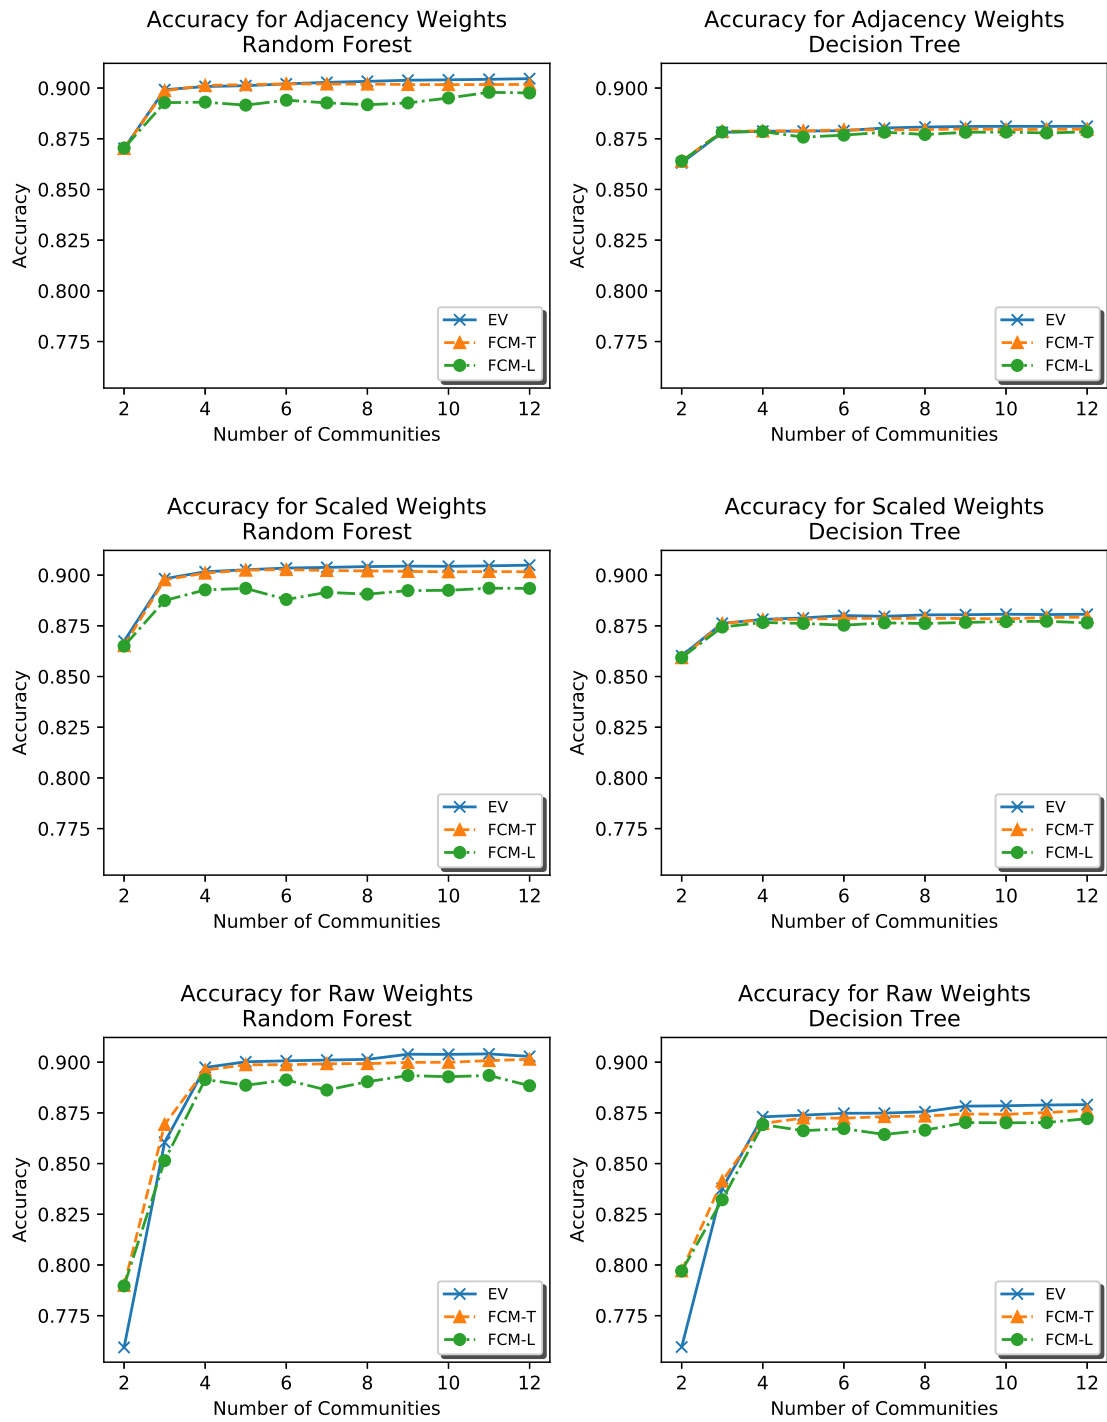 Accuracy for Adjacency Weights
Random Forest
0.900
0.875
0.850
0.825
0.800
0.775
Accuracy
2 4 6 8 10 12
Number of Communities
EV
FCM-T
FCM-L
Accuracy for Adjacency Weights
Decision Tree
0.900
0.875
0.850
0.825
0.800
0.775
Accuracy
2 4 6 8 10 12
Number of Communities
EV
FCM-T
FCM-L
Accuracy for Scaled Weights
Random Forest
0.900
0.875
0.850
0.825
0.800
0.775
Accuracy
2 4 6 8 10 12
Number of Communities
EV
FCM-T
FCM-L
Accuracy for Scaled Weights
Decision Tree
0.900
0.875
0.850
0.825
0.800
0.775
Accuracy
2 4 6 8 10 12
Number of Communities
EV
FCM-T
FCM-L
Accuracy for Raw Weights
Random Forest
0.900
0.875
0.850
0.825
0.800
0.775
Accuracy
2 4 6 8 10 12
Number of Communities
EV
FCM-T
FCM-L
Accuracy for Raw Weights
Decision Tree
0.900
0.875
0.850
0.825
0.800
0.775
Accuracy
2 4 6 8 10 12
Number of Communities
EV
FCM-T
FCM-L